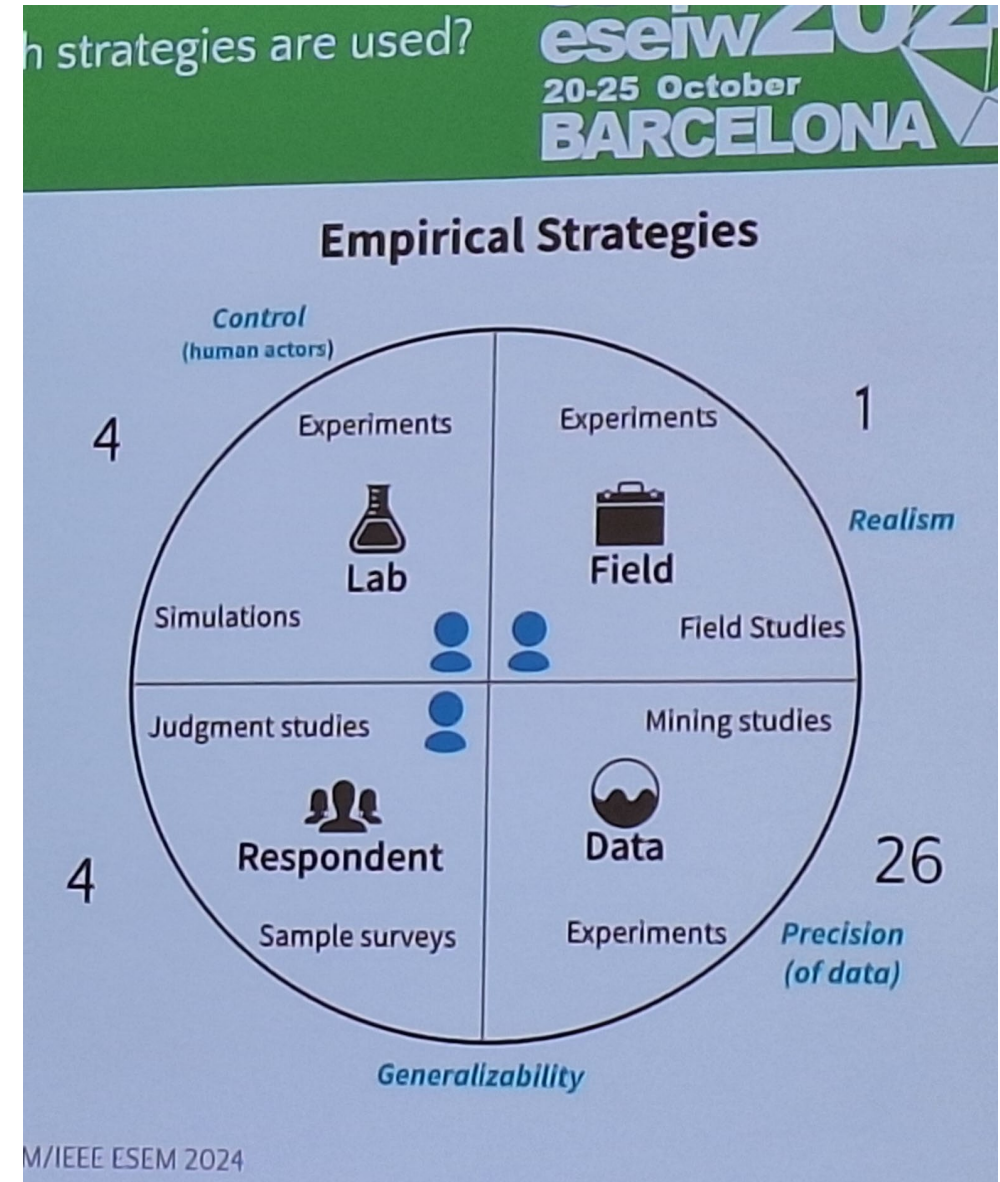 h strategies are used?
eseiw202
20-25 October
BARCELONA
Empirical Strategies
Control
(human actors)
4
1
Experiments
Experiments
Realism
Lab
Field
Simulations
Field Studies
Judgment studies
Mining studies
Respondent
Data
4
26
Sample surveys
Experiments
Precision
(of data)
Generalizability
M/IEEE ESEM 2024